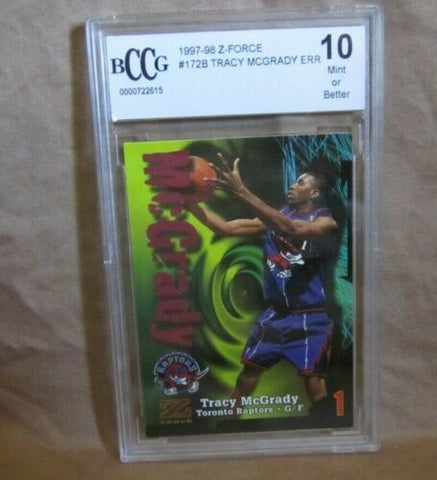 BCCG
0000722615
1997-98 Z-FORCE
#172B TRACY MCGRADY ERR
10
Mint
or
Better
McGrady
RAPTORS
Z
FORCE
Tracy McGrady
Toronto Raptors • G/F
1